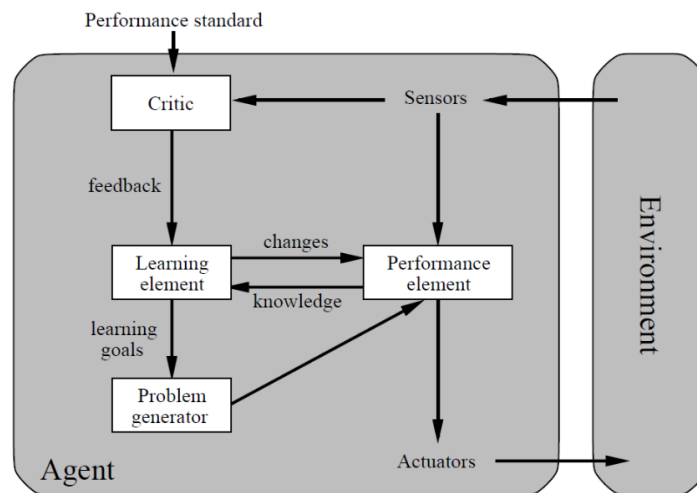 Performance standard
Critic
Sensors
feedback
changes
Learning
element
Performance
element
knowledge
learning
goals
Problem
generator
Agent
Actuators
Environment